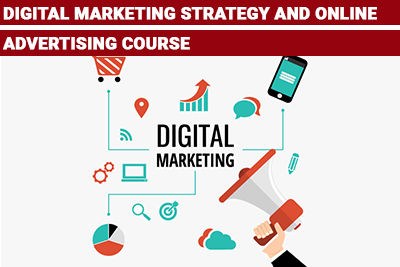 DIGITAL MARKETING STRATEGY AND ONLINE
ADVERTISING COURSE
DIGITAL
MARKETING